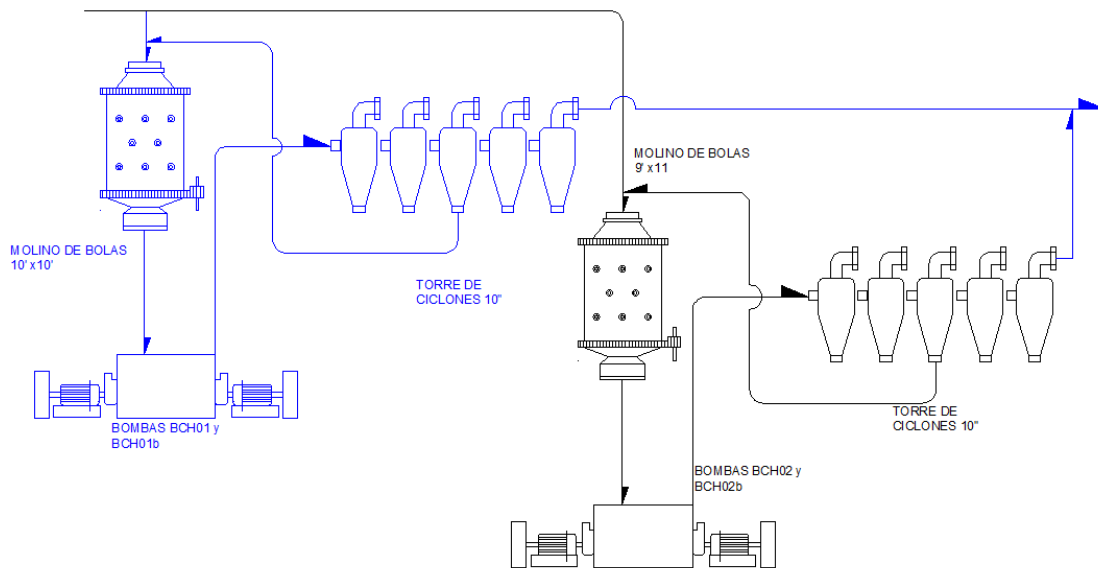 MOLINO DE BOLAS
9' x11
MOLINO DE BOLAS
10' x10'
TORRE DE
CICLONES 10"
TORRE DE
CICLONES 10"
BOMBAS BCH01 y
BCH01b
BOMBAS BCH02 y
BCH02b